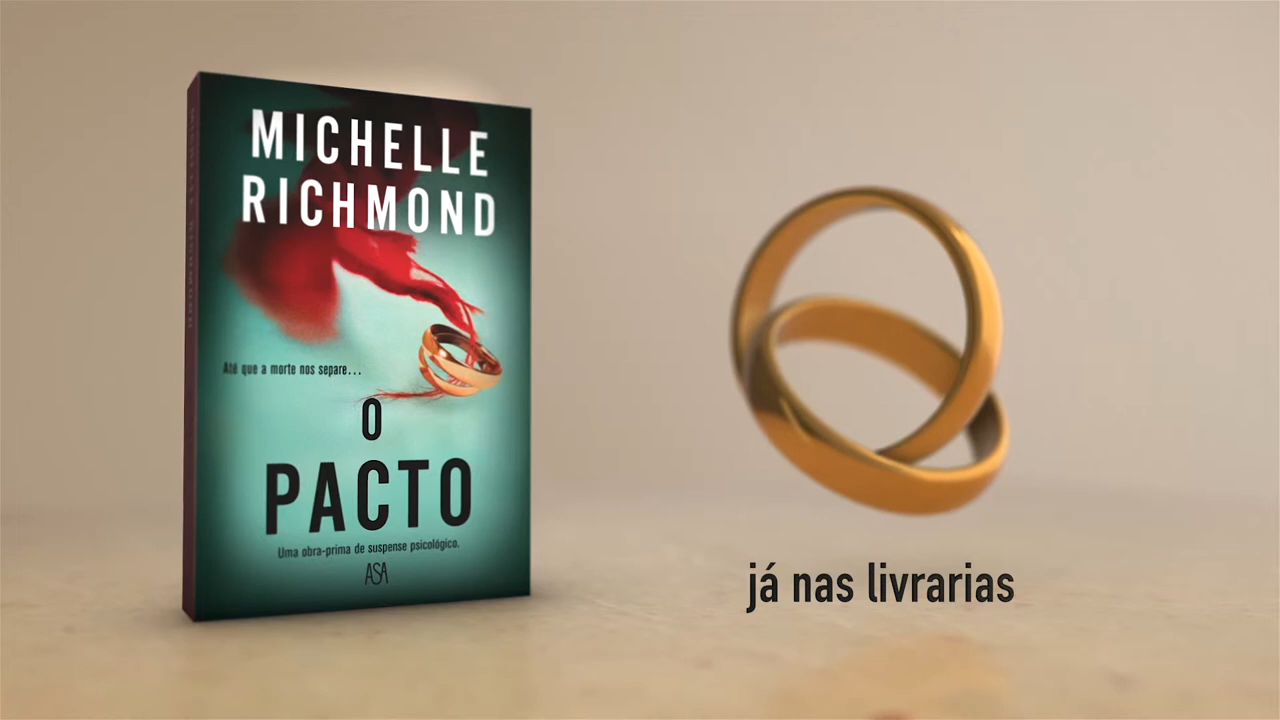 MICHELLE
RICHMOND
Até que a morte nos separe...
O
PACTO
Uma obra-prima de suspense psicológico.
ASA
já nas livrarias